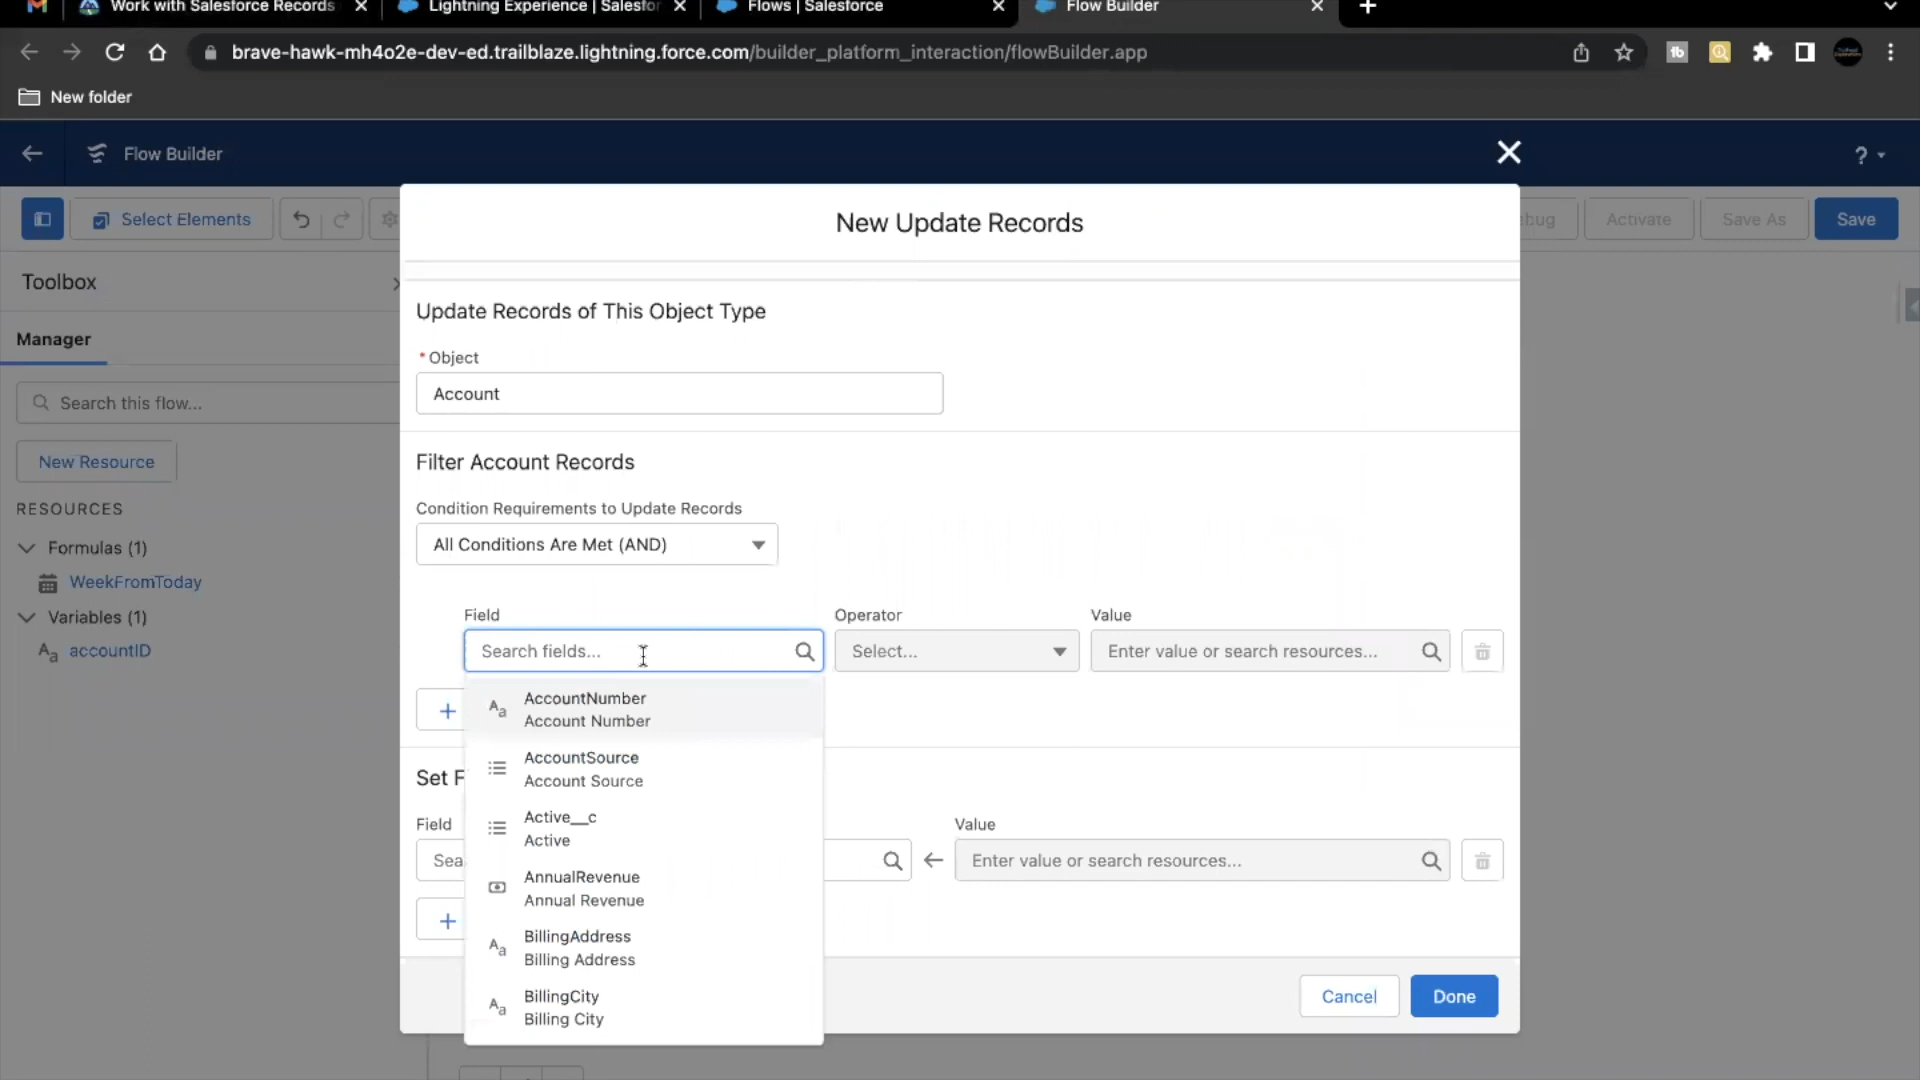 Work with Salesforce Records
Lightning Experience | Salesfor
Flows | Salesforce
Flow Builder
brave-hawk-mh4o2e-dev-ed.trailblaze.lightning.force.com/builder_platform_interaction/flowBuilder.app
New folder
Flow Builder
?
Select Elements
bug
Activate
Save As
Save
New Update Records
Toolbox
Manager
Search this flow...
New Resource
RESOURCES
Formulas (1)
WeekFromToday
Variables (1)
Aa accountID
Update Records of This Object Type
* Object
Account
Filter Account Records
Condition Requirements to Update Records
All Conditions Are Met (AND)
Field
Operator
Value
Search fields...
Select...
Enter value or search resources...
Aa AccountNumber
Account Number
AccountSource
Account Source
Active__c
Active
AnnualRevenue
Annual Revenue
Aa BillingAddress
Billing Address
Aa BillingCity
Billing City
Set F
Field
Value
Sea
Enter value or search resources...
Cancel
Done